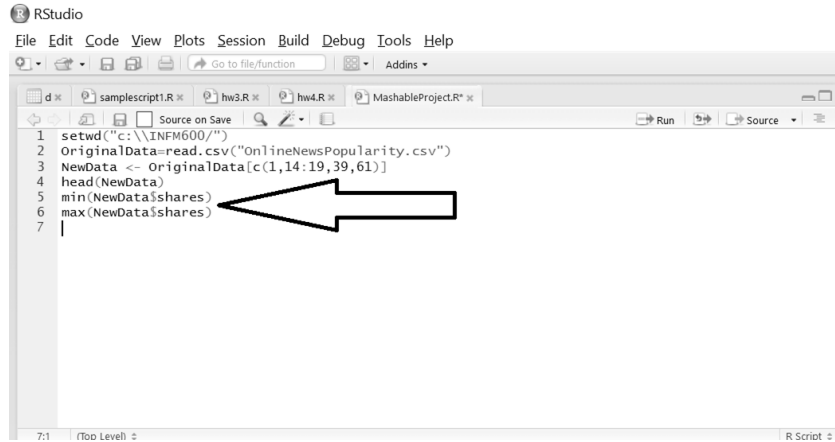 RStudio
File Edit Code View Plots Session Build Debug Tools Help
Go to file/function Addins
d samplescript1.R hw3.R hw4.R MashableProject.R*
Source on Save Run Source
1 setwd("c:\\INFM600/")
2 OriginalData=read.csv("OnlineNewsPopularity.csv")
3 NewData <- OriginalData[c(1,14:19,39,61)]
4 head(NewData)
5 min(NewData$shares)
6 max(NewData$shares)
7
7:1 (Top Level) R Script